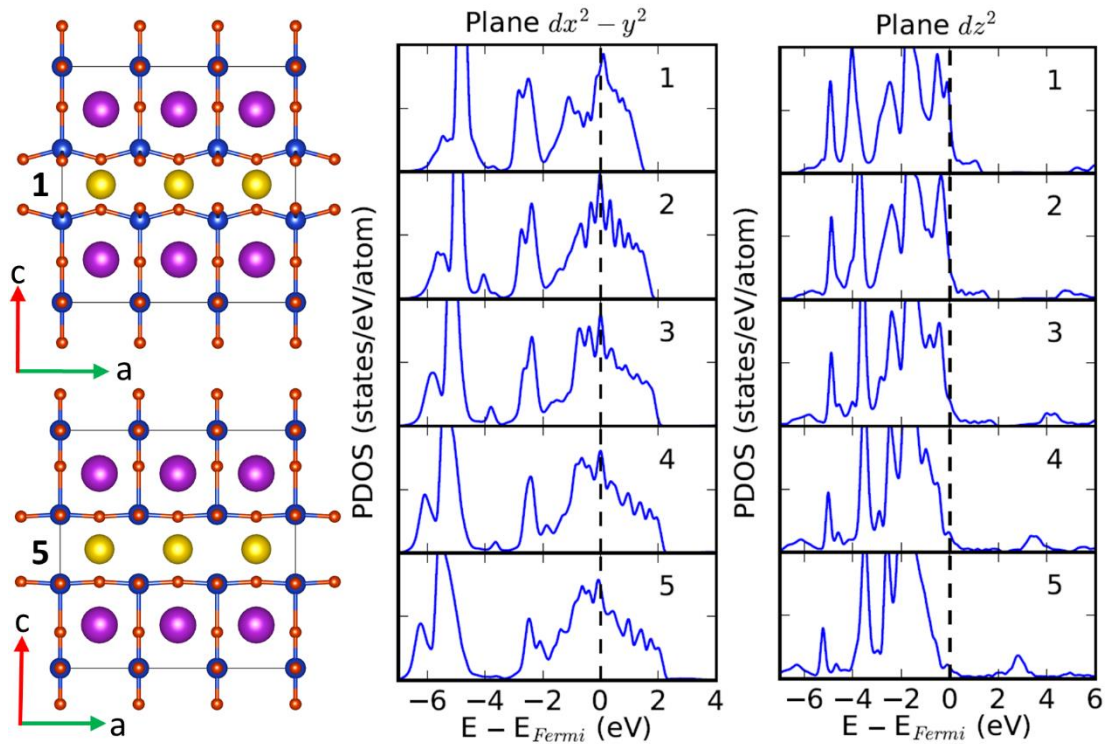 1
c
a
5
c
a
Plane dx² − y²
PDOS (states/eV/atom)
1
2
3
4
5
−6 −4 −2 0 2 4
E − E_Fermi (eV)
Plane dz²
PDOS (states/eV/atom)
1
2
3
4
5
−6 −4 −2 0 2 4 6
E − E_Fermi (eV)